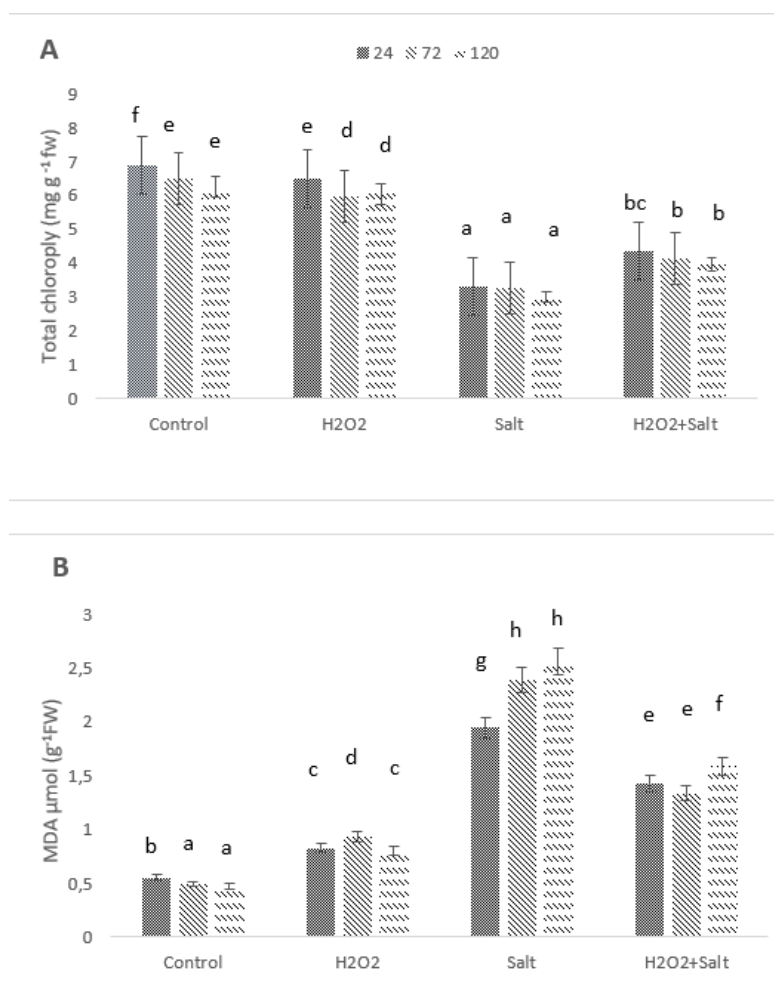 A
24 72 120
Total chloroply (mg g⁻¹ fw)
9
8
7
6
5
4
3
2
1
0
f e e e d d a a a bc b b
Control H2O2 Salt H2O2+Salt
B
MDA µmol (g⁻¹FW)
3
2,5
2
1,5
1
0,5
0
b a a c d c g h h e e f
Control H2O2 Salt H2O2+Salt